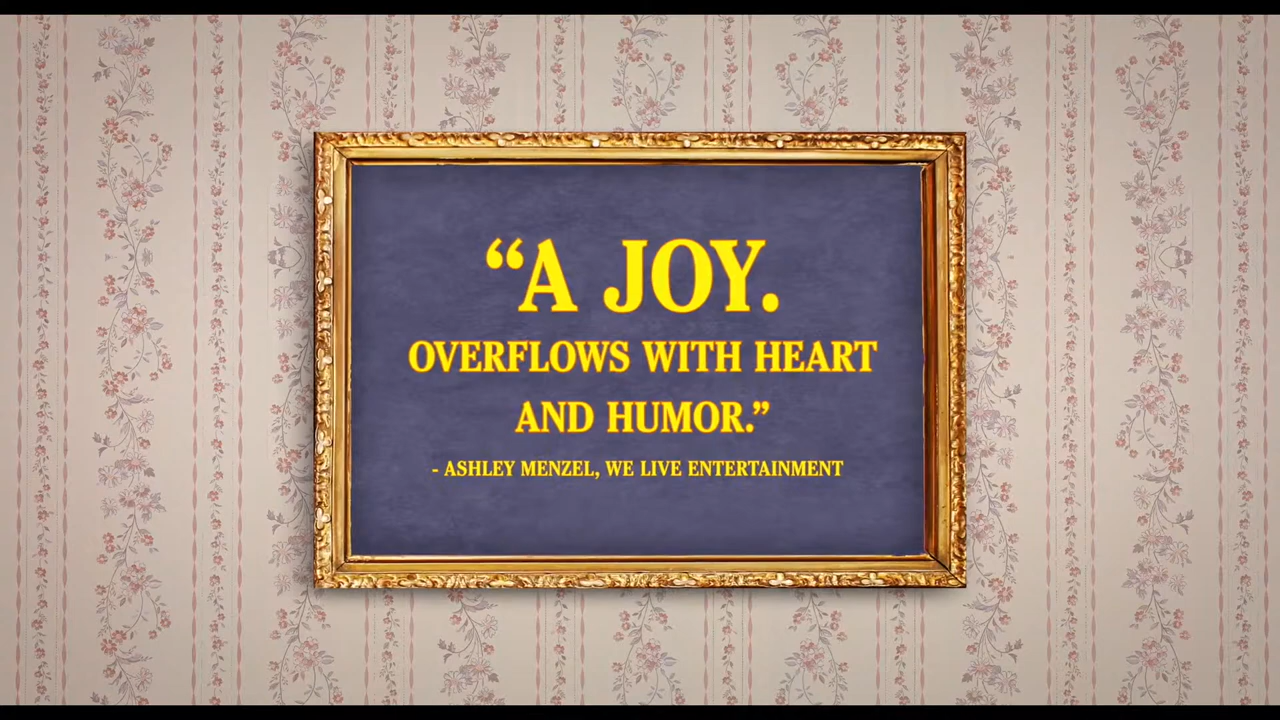 “A JOY.
OVERFLOWS WITH HEART
AND HUMOR.”
- ASHLEY MENZEL, WE LIVE ENTERTAINMENT